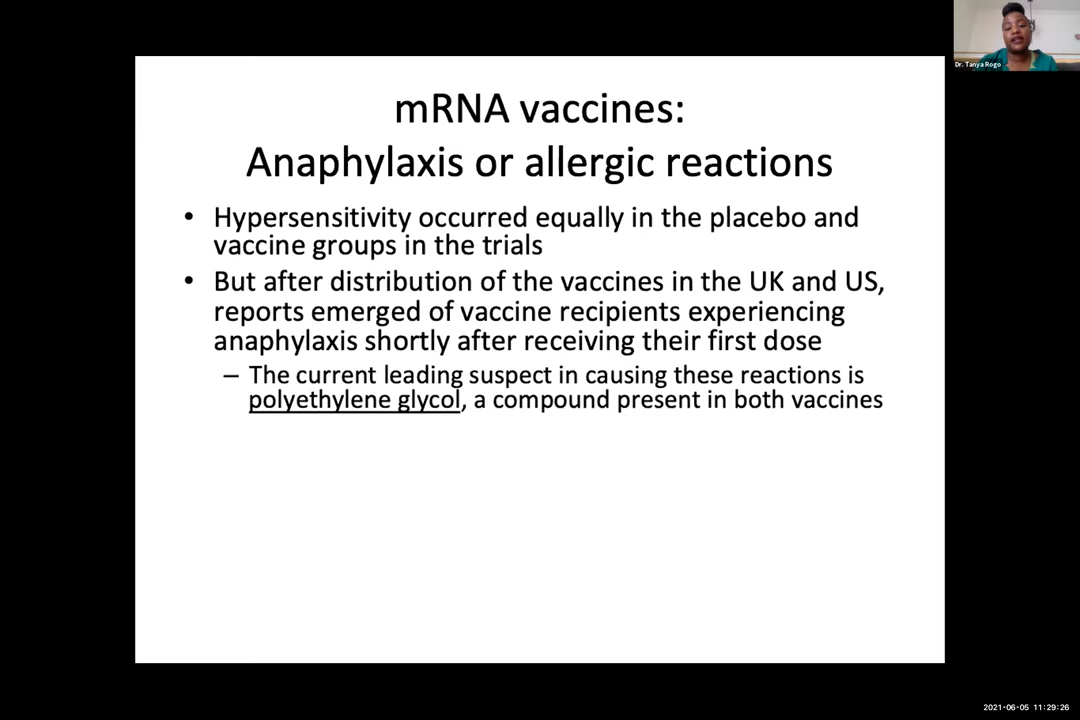 Dr. Tanya Rogo
mRNA vaccines:
Anaphylaxis or allergic reactions
• Hypersensitivity occurred equally in the placebo and
vaccine groups in the trials
• But after distribution of the vaccines in the UK and US,
reports emerged of vaccine recipients experiencing
anaphylaxis shortly after receiving their first dose
– The current leading suspect in causing these reactions is
polyethylene glycol, a compound present in both vaccines
2021-06-05 11:29:26